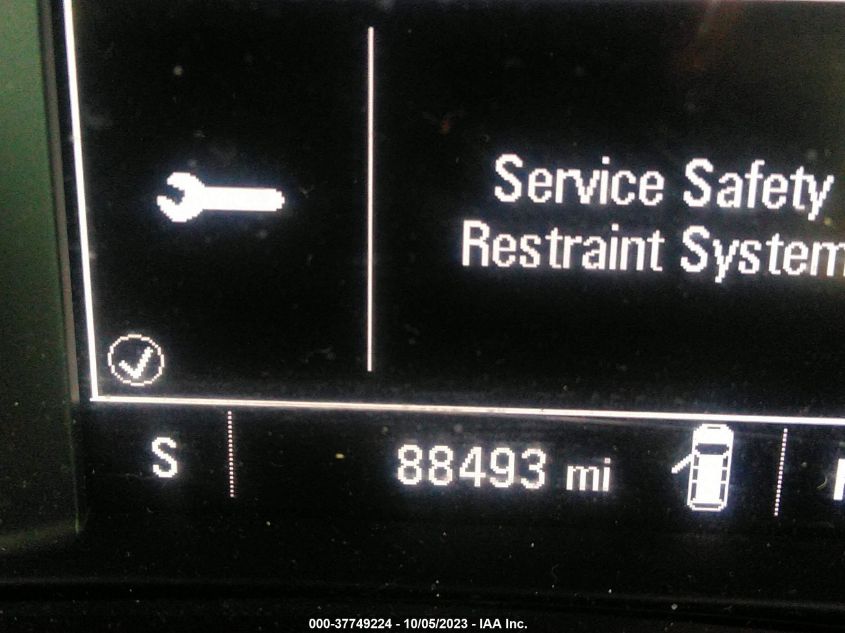 Service Safety
Restraint System
S
88493 mi
000-37749224 - 10/05/2023 - IAA Inc.